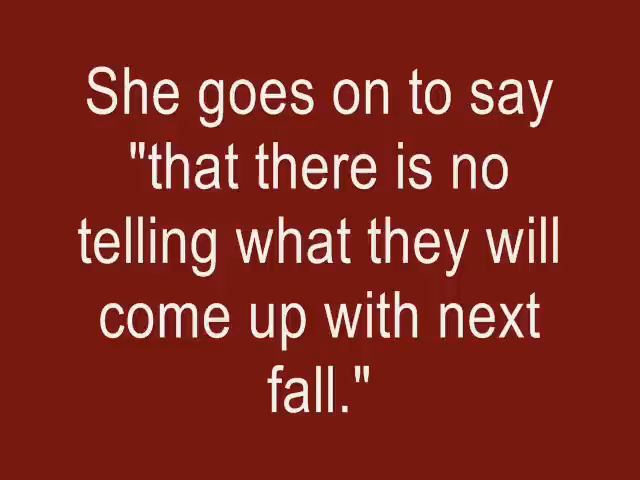 She goes on to say
"that there is no
telling what they will
come up with next
fall."